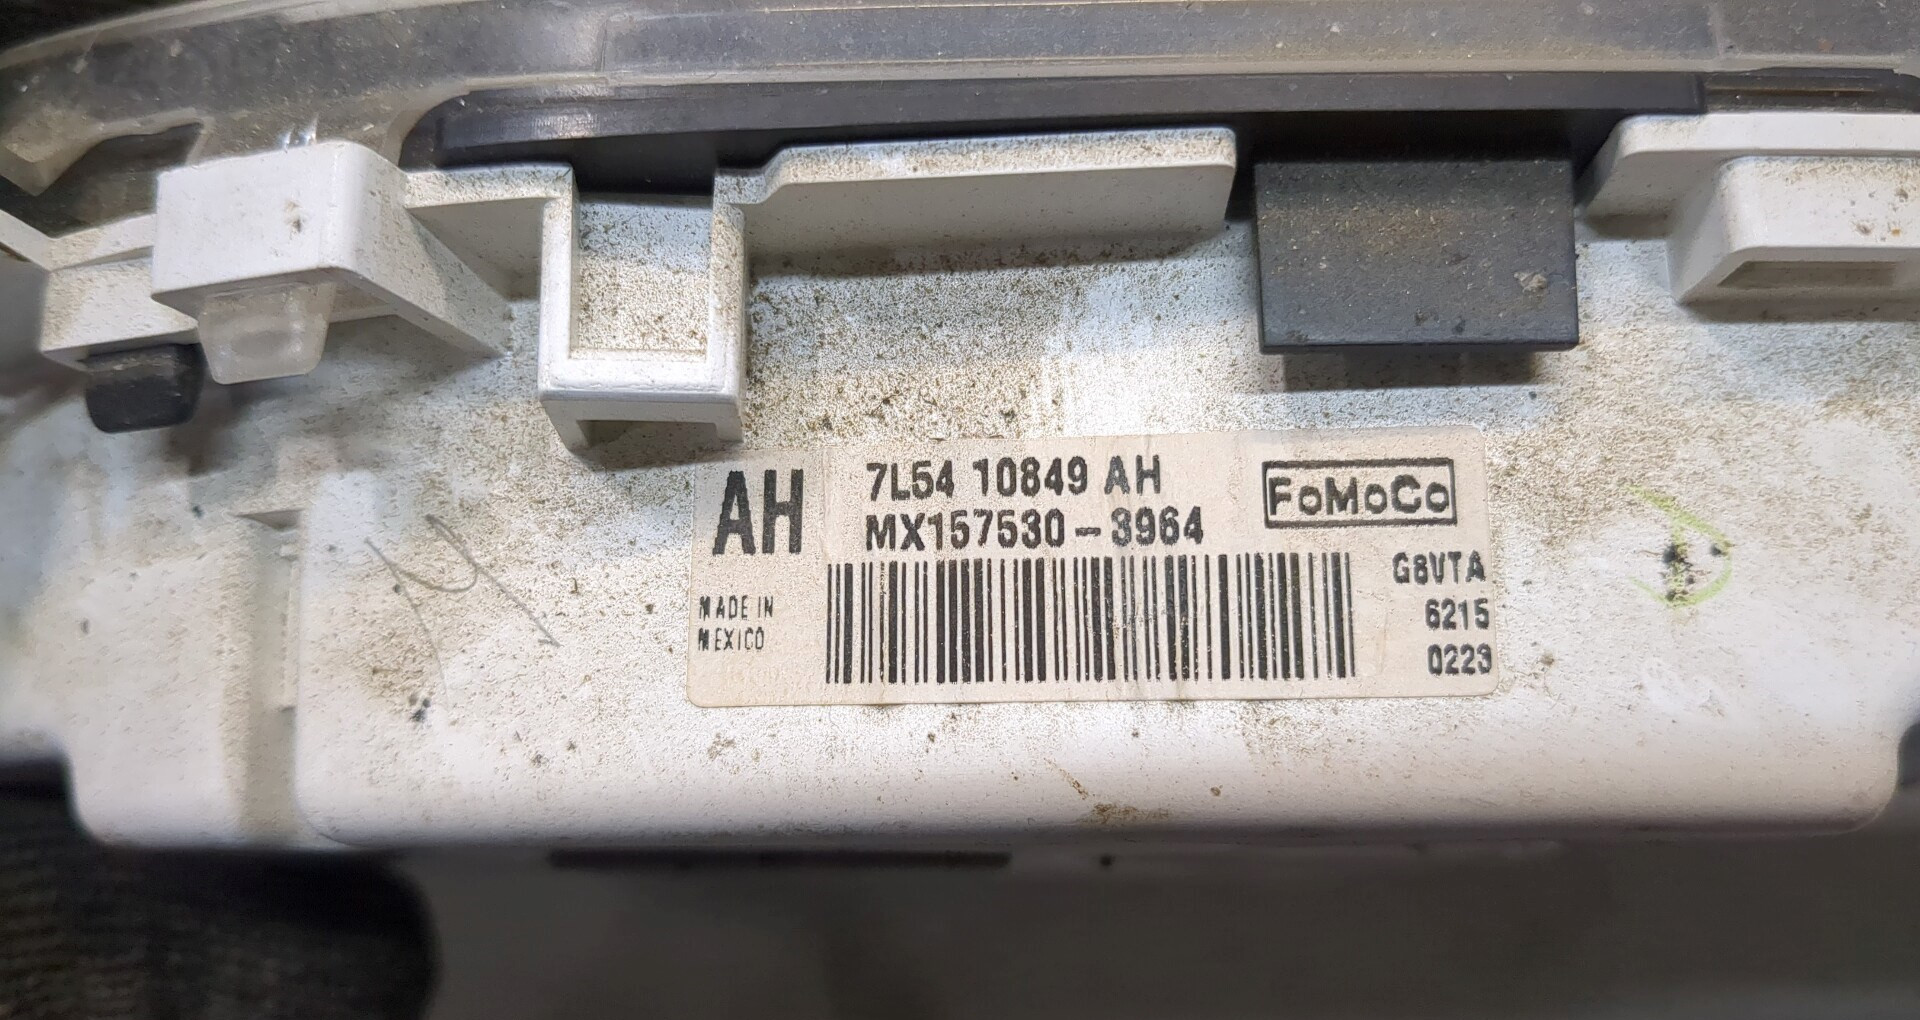 AH
7L54 10849 AH
MX157530-3964
FoMoCo
MADE IN
MEXICO
G8VTA
6215
0223